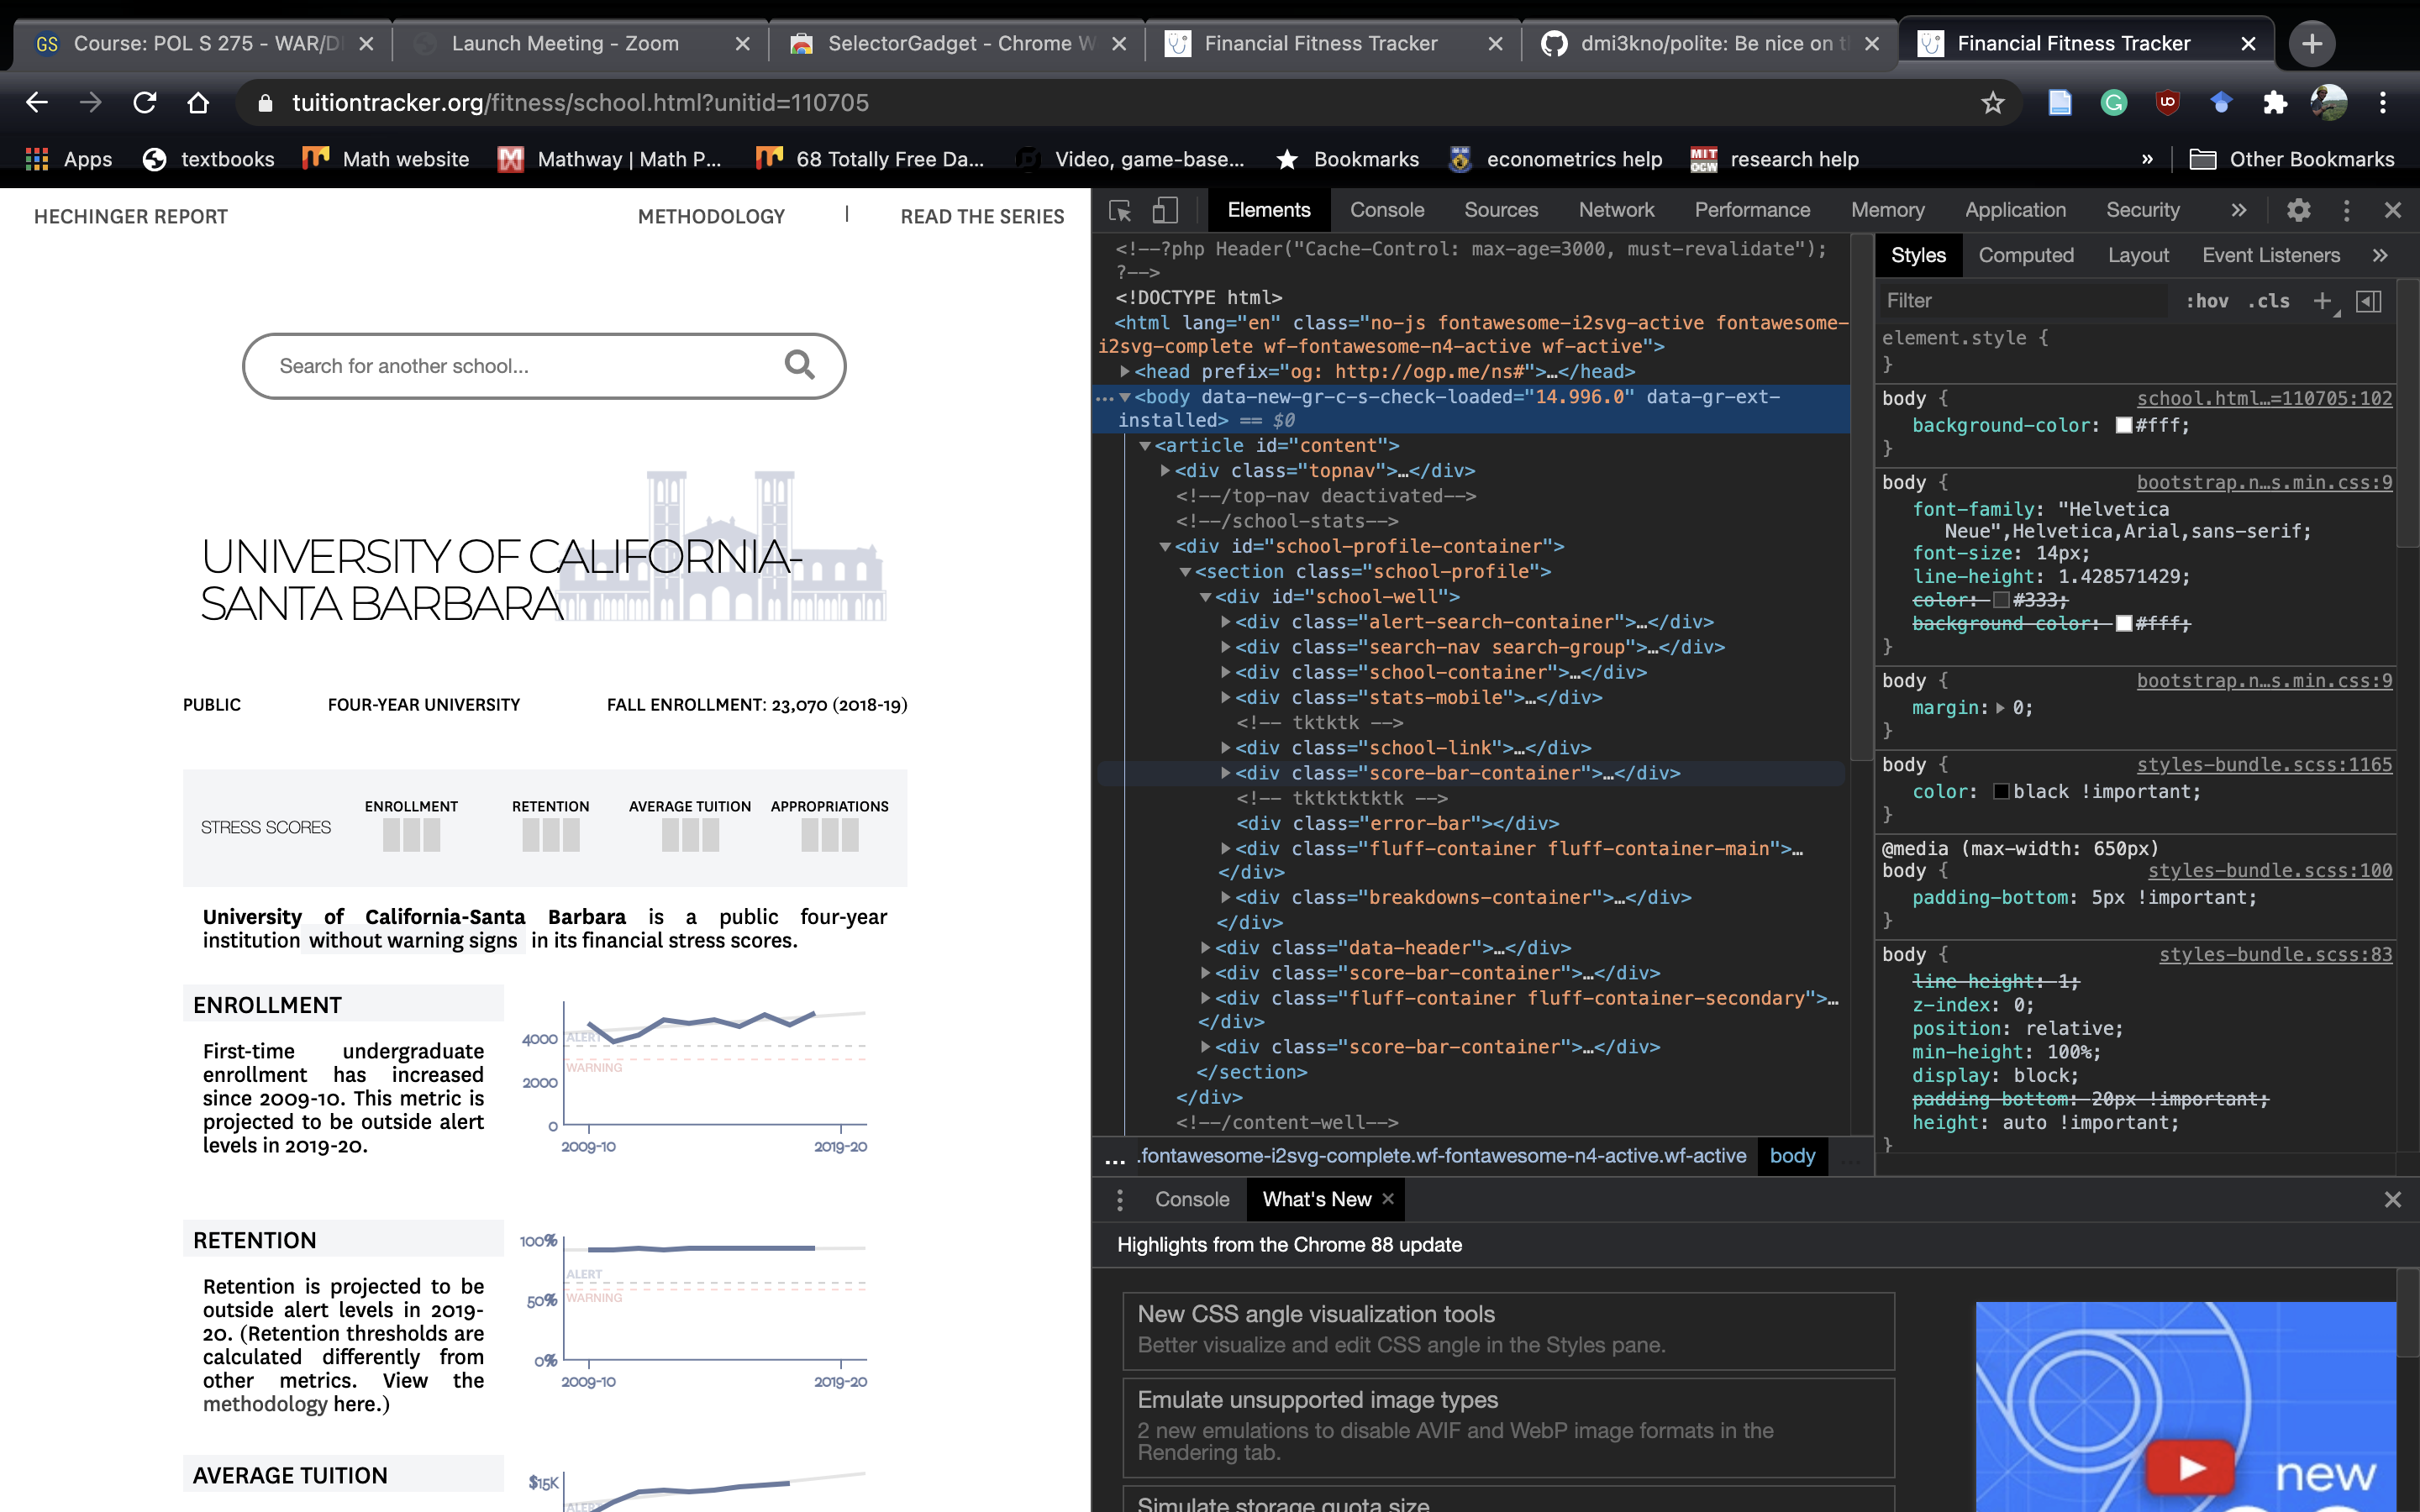 GS Course: POL S 275 - WAR/D
Launch Meeting - Zoom
SelectorGadget - Chrome W
Financial Fitness Tracker
dmi3kno/polite: Be nice on t
Financial Fitness Tracker
tuitiontracker.org/fitness/school.html?unitid=110705
Apps
textbooks
Math website
Mathway | Math P...
68 Totally Free Da...
Video, game-base...
Bookmarks
econometrics help
MIT OCW research help
» Other Bookmarks
HECHINGER REPORT
METHODOLOGY | READ THE SERIES
Search for another school...
UNIVERSITY OF CALIFORNIA-
SANTA BARBARA
PUBLIC FOUR-YEAR UNIVERSITY FALL ENROLLMENT: 23,070 (2018-19)
STRESS SCORES
ENROLLMENT RETENTION AVERAGE TUITION APPROPRIATIONS
University of California-Santa Barbara is a public four-year
institution without warning signs in its financial stress scores.
ENROLLMENT
First-time undergraduate
enrollment has increased
since 2009-10. This metric is
projected to be outside alert
levels in 2019-20.
4000 ALERT
WARNING
2000
0
2009-10 2019-20
RETENTION
Retention is projected to be
outside alert levels in 2019-
20. (Retention thresholds are
calculated differently from
other metrics. View the
methodology here.)
100%
ALERT
50% WARNING
0%
2009-10 2019-20
AVERAGE TUITION
$15K
ALERT
Elements Console Sources Network Performance Memory Application Security »
<!--?php Header("Cache-Control: max-age=3000, must-revalidate");
?-->
<!DOCTYPE html>
<html lang="en" class="no-js fontawesome-i2svg-active fontawesome-
i2svg-complete wf-fontawesome-n4-active wf-active">
<head prefix="og: http://ogp.me/ns#">…</head>
<body data-new-gr-c-s-check-loaded="14.996.0" data-gr-ext-
installed> == $0
<article id="content">
<div class="topnav">…</div>
<!--/top-nav deactivated-->
<!--/school-stats-->
<div id="school-profile-container">
<section class="school-profile">
<div id="school-well">
<div class="alert-search-container">…</div>
<div class="search-nav search-group">…</div>
<div class="school-container">…</div>
<div class="stats-mobile">…</div>
<!-- tktktk -->
<div class="school-link">…</div>
<div class="score-bar-container">…</div>
<!-- tktktktktk -->
<div class="error-bar"></div>
<div class="fluff-container fluff-container-main">…
</div>
<div class="breakdowns-container">…</div>
</div>
<div class="data-header">…</div>
<div class="score-bar-container">…</div>
<div class="fluff-container fluff-container-secondary">…
</div>
<div class="score-bar-container">…</div>
</section>
</div>
<!--/content-well-->
... .fontawesome-i2svg-complete.wf-fontawesome-n4-active.wf-active body ...
Styles Computed Layout Event Listeners »
Filter :hov .cls +
element.style {
}
body { school.html…=110705:102
background-color: #fff;
}
body { bootstrap.n…s.min.css:9
font-family: "Helvetica
Neue",Helvetica,Arial,sans-serif;
font-size: 14px;
line-height: 1.428571429;
color: #333;
background-color: #fff;
}
body { bootstrap.n…s.min.css:9
margin: 0;
}
body { styles-bundle.scss:1165
color: black !important;
}
@media (max-width: 650px)
body { styles-bundle.scss:100
padding-bottom: 5px !important;
}
body { styles-bundle.scss:83
line-height: 1;
z-index: 0;
position: relative;
min-height: 100%;
display: block;
padding-bottom: 20px !important;
height: auto !important;
}
Console What's New
Highlights from the Chrome 88 update
New CSS angle visualization tools
Better visualize and edit CSS angle in the Styles pane.
Emulate unsupported image types
2 new emulations to disable AVIF and WebP image formats in the
Rendering tab.
Simulate storage quota size
new